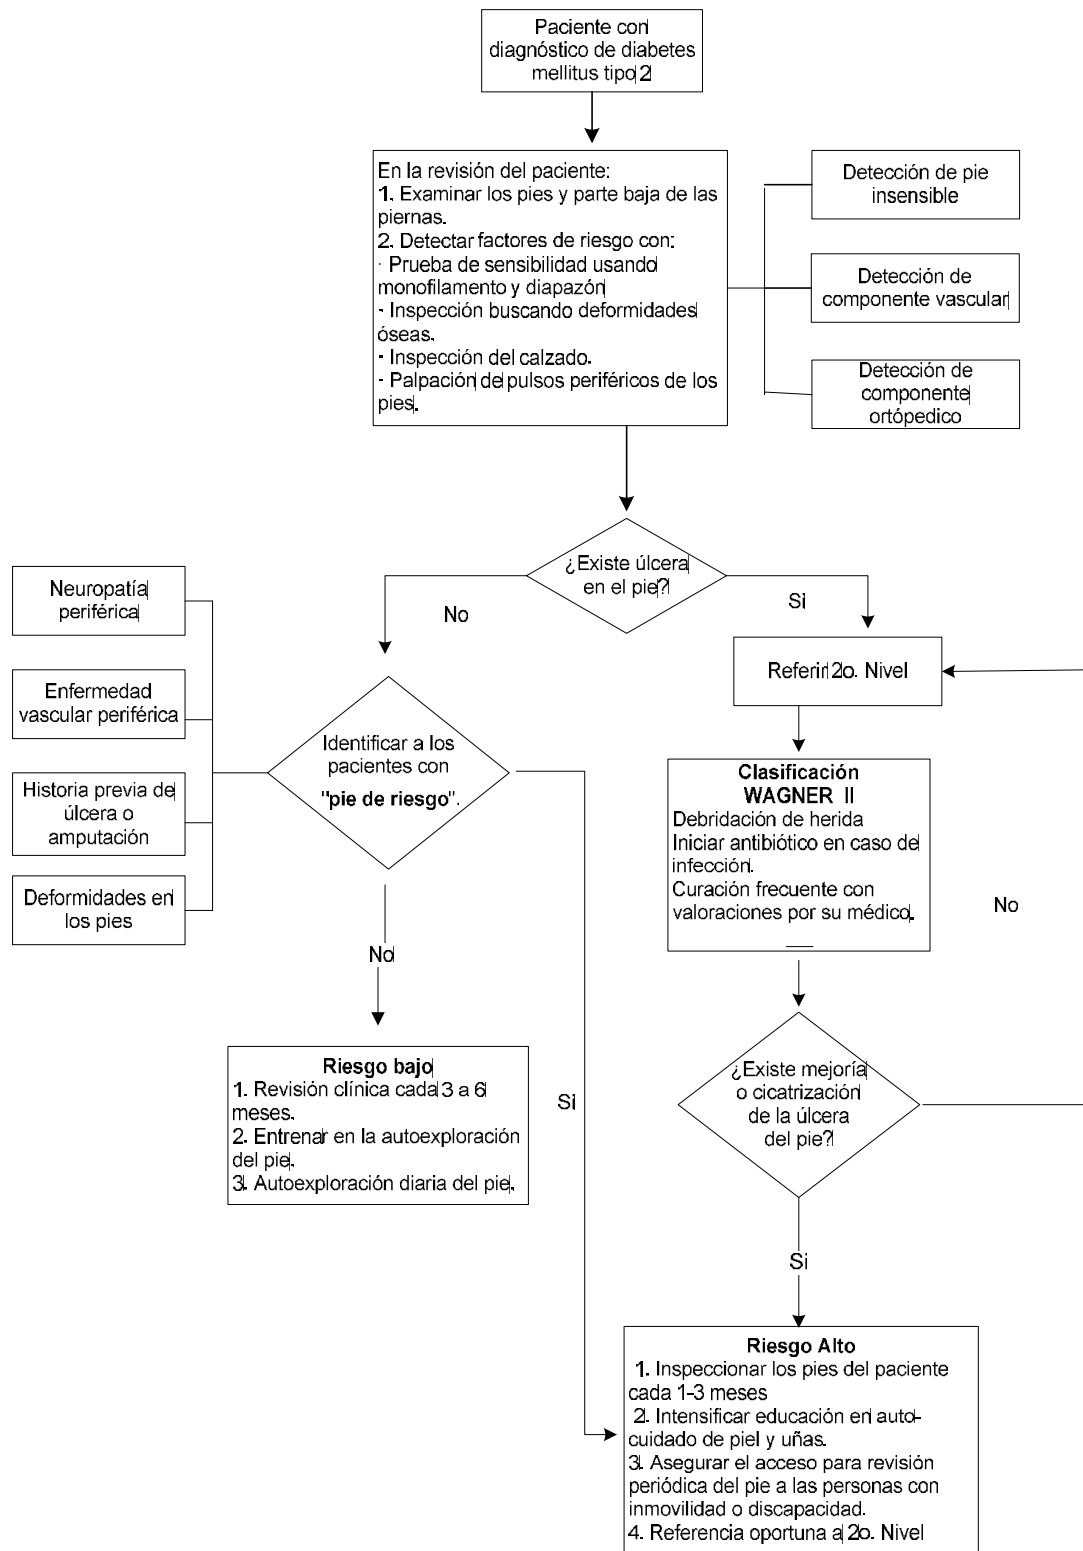 Paciente con
diagnóstico de diabetes
mellitus tipo 2
En la revisión del paciente:
1. Examinar los pies y parte baja de las
piernas.
2. Detectar factores de riesgo con:
- Prueba de sensibilidad usando
monofilamento y diapazón
- Inspección buscando deformidades
óseas.
- Inspección del calzado.
- Palpación de pulsos periféricos de los
pies.
Detección de pie
insensible
Detección de
componente vascular
Detección de
componente
ortópedico
¿Existe úlcera
en el pie?
No
Si
Neuropatía
periférica
Enfermedad
vascular periférica
Historia previa de
úlcera o
amputación
Deformidades en
los pies
Identificar a los
pacientes con
"pie de riesgo".
Referir 2o. Nivel
Clasificación
WAGNER II
Debridación de herida
Iniciar antibiótico en caso de
infección.
Curación frecuente con
valoraciones por su médico.
No
No
Riesgo bajo
1. Revisión clínica cada 3 a 6
meses.
2. Entrenar en la autoexploración
del pie.
3. Autoexploración diaria del pie.
Si
¿Existe mejoría
o cicatrización
de la úlcera
del pie?
Si
Riesgo Alto
1. Inspeccionar los pies del paciente
cada 1-3 meses
2. Intensificar educación en auto-
cuidado de piel y uñas.
3. Asegurar el acceso para revisión
periódica del pie a las personas con
inmovilidad o discapacidad.
4. Referencia oportuna a 2o. Nivel